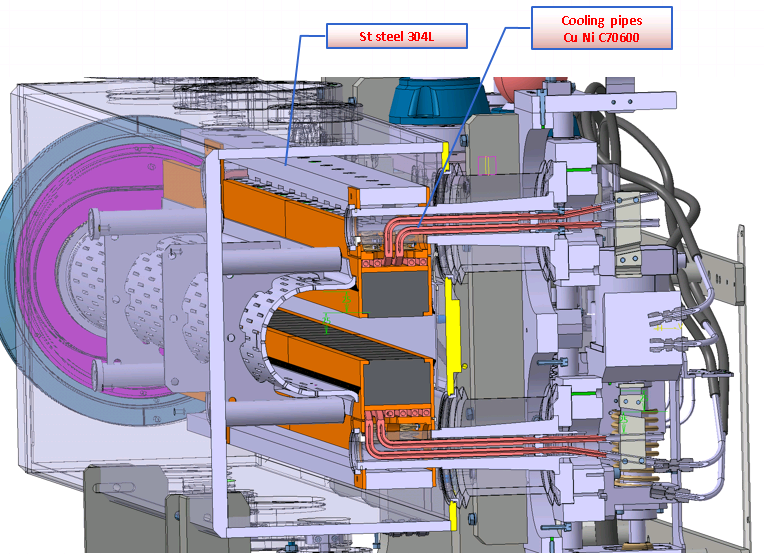 St steel 304L
Cooling pipes
Cu Ni C70600